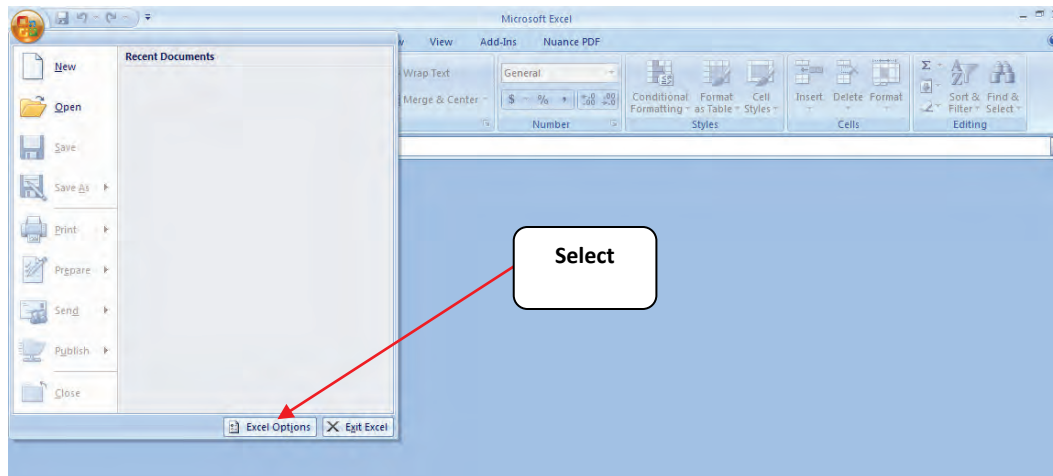 Microsoft Excel
View Add-Ins Nuance PDF
New
Recent Documents
Open
Save
Save As
Print
Prepare
Send
Publish
Close
Excel Options
Exit Excel
Wrap Text
Merge & Center
General
$ % ,
Number
Conditional Formatting
Format as Table
Cell Styles
Styles
Insert Delete Format
Cells
Σ
Sort & Filter
Find & Select
Editing
Select